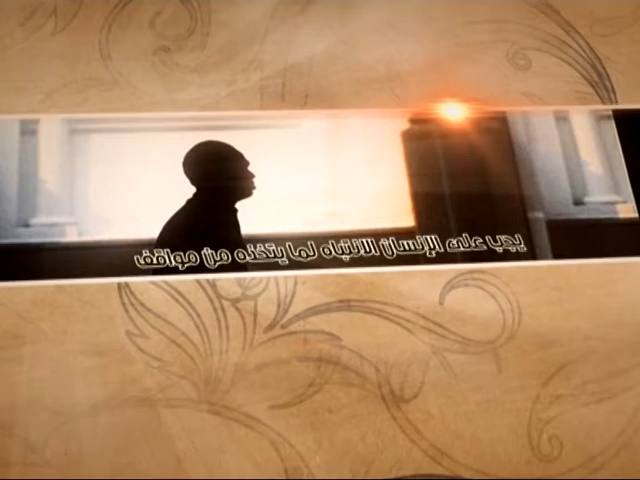 يجب على الإنسان الانتباه لما يتخذه من مواقف